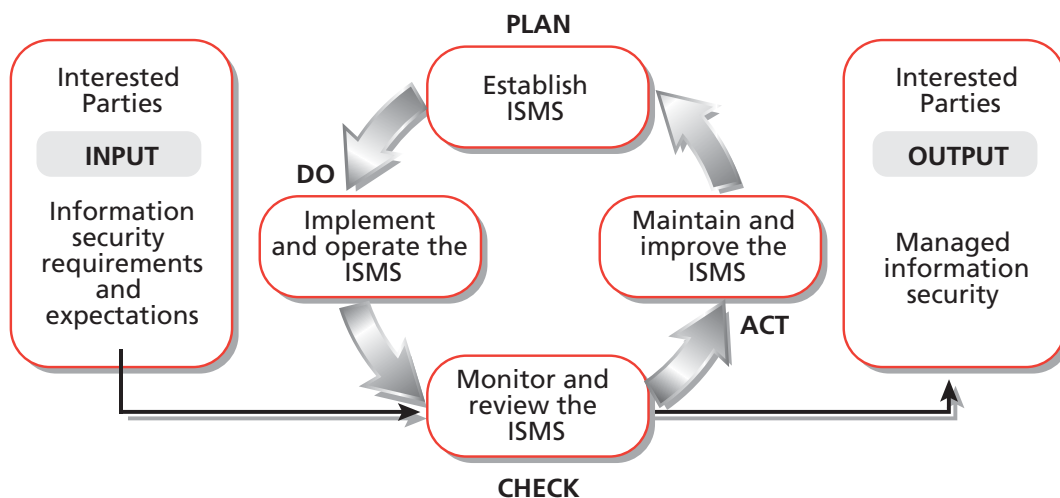 PLAN
Interested
Parties
INPUT
Information
security
requirements
and
expectations
Establish
ISMS
DO
Implement
and operate the
ISMS
Maintain and
improve the
ISMS
ACT
Monitor and
review the
ISMS
CHECK
Interested
Parties
OUTPUT
Managed
information
security